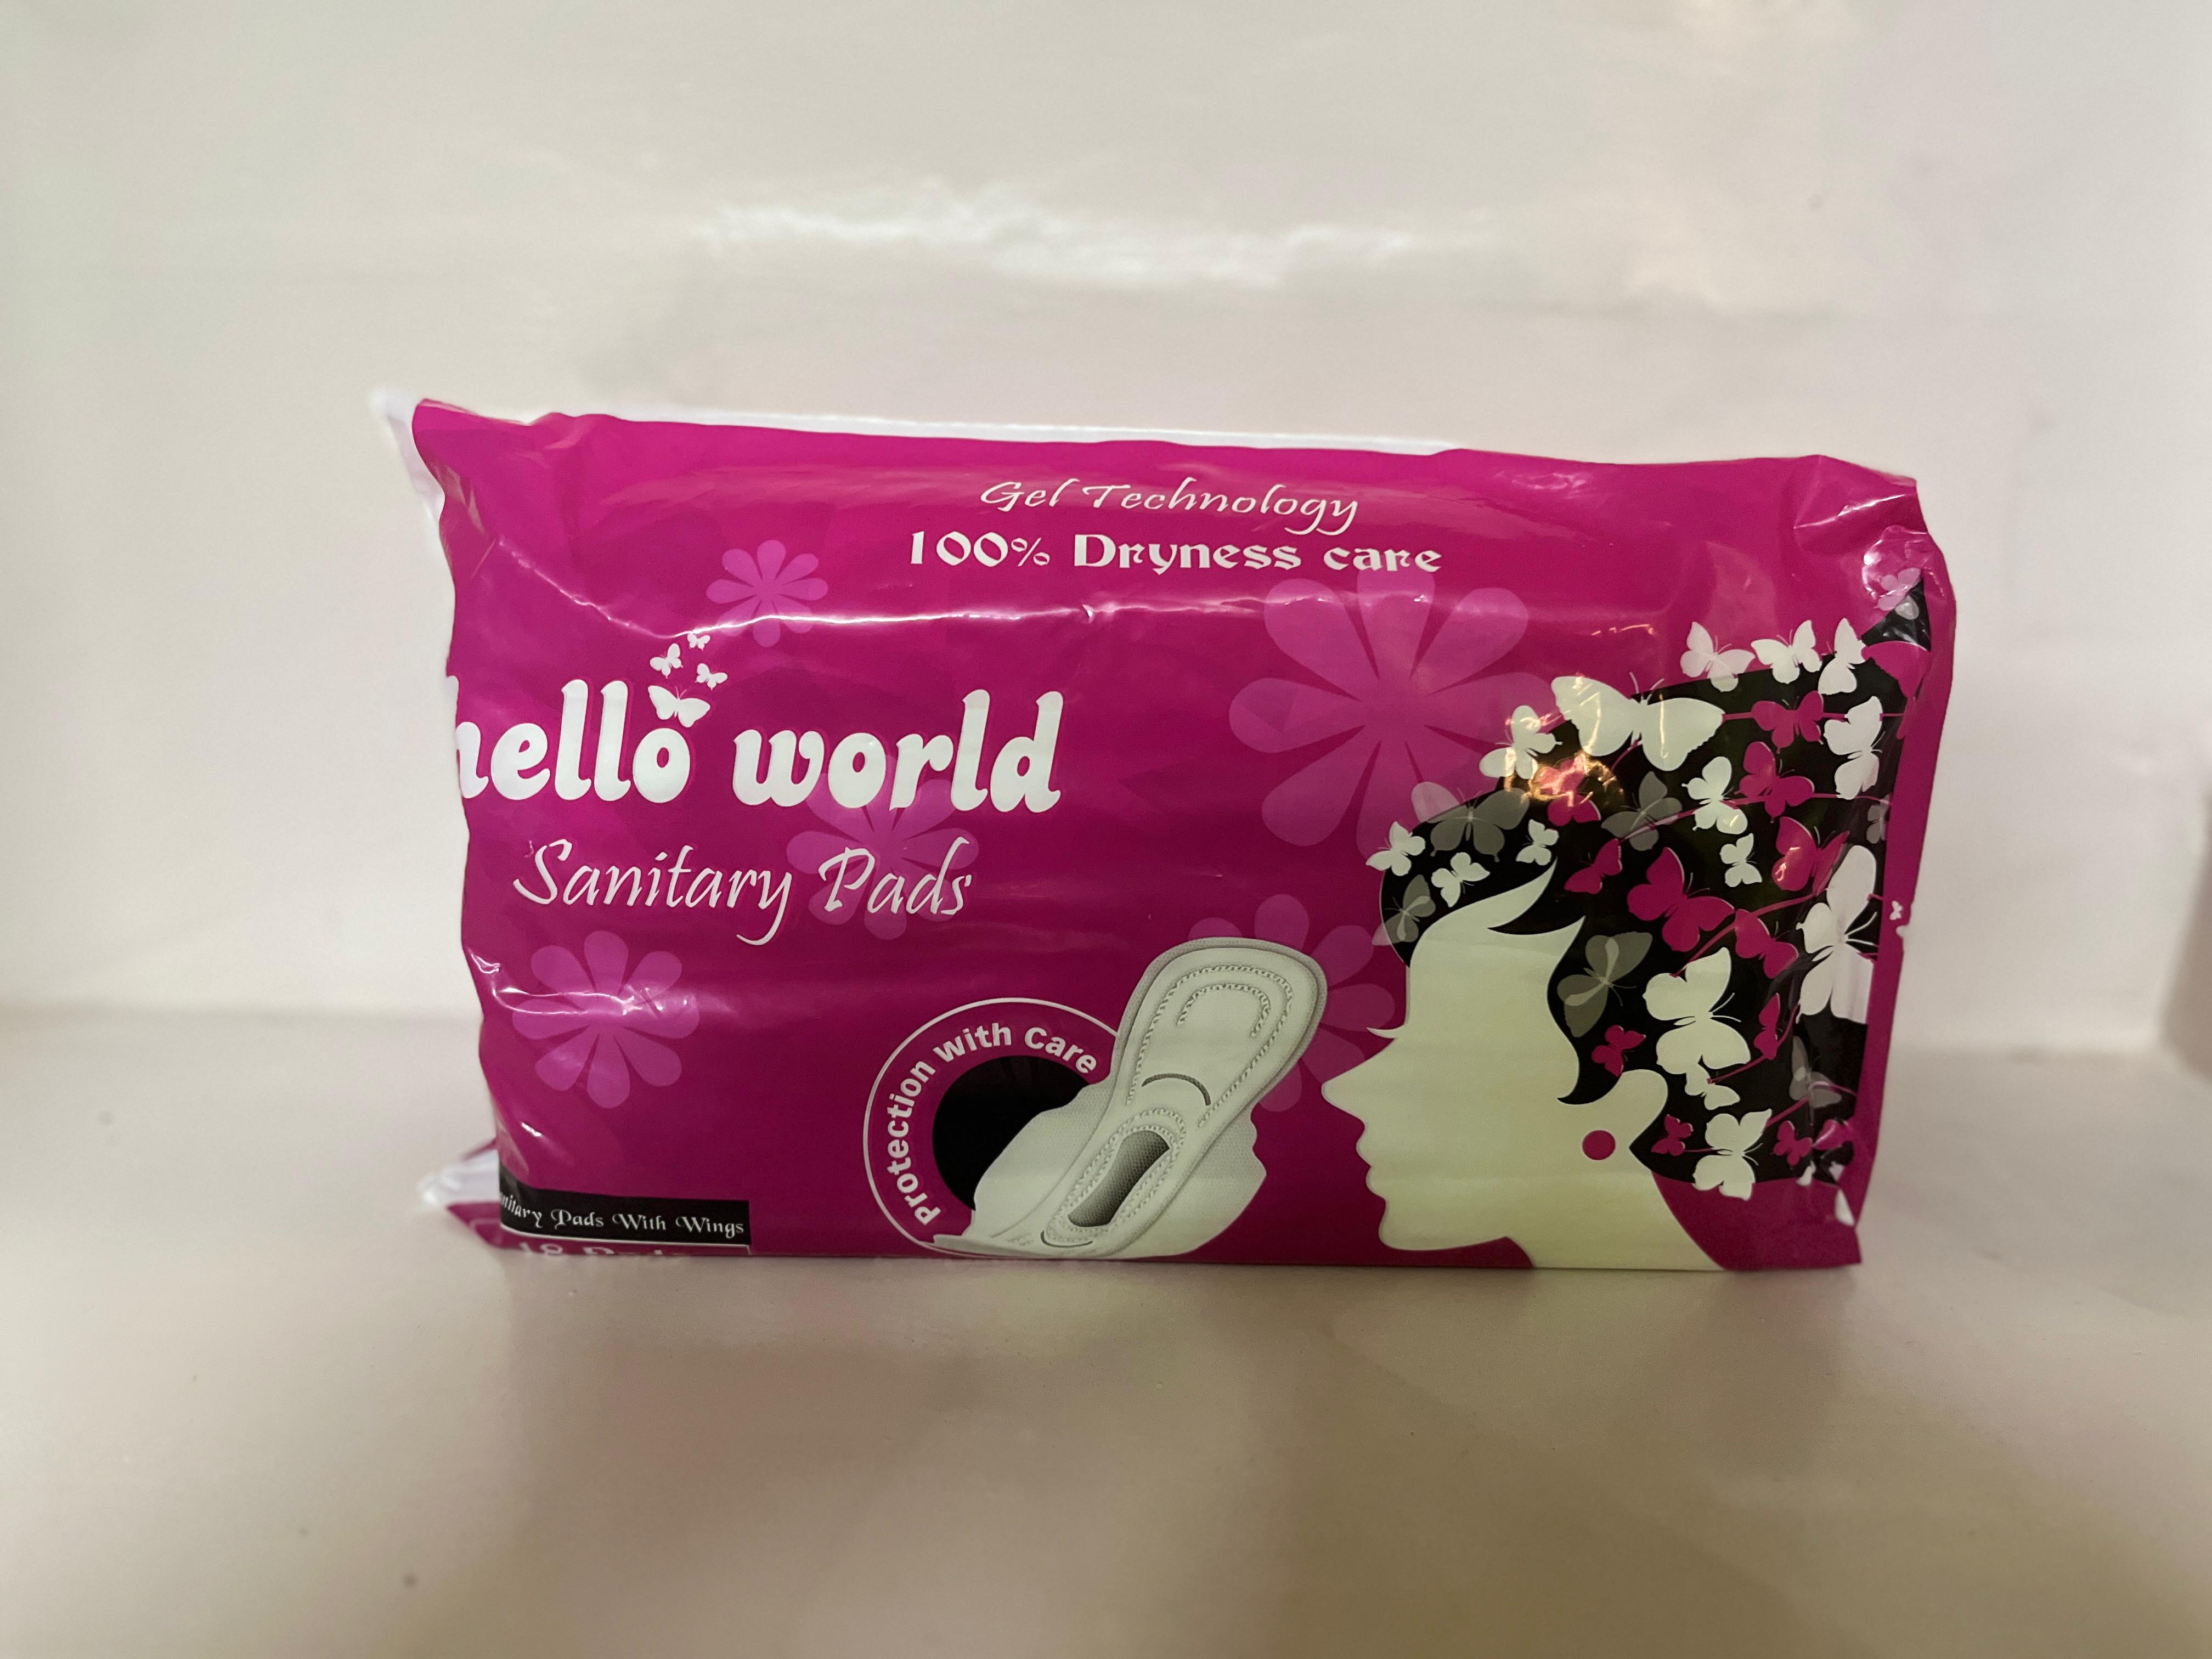 Gel Technology
100% Dryness care
hello world
Sanitary Pads
Protection with Care
Pads With Wings